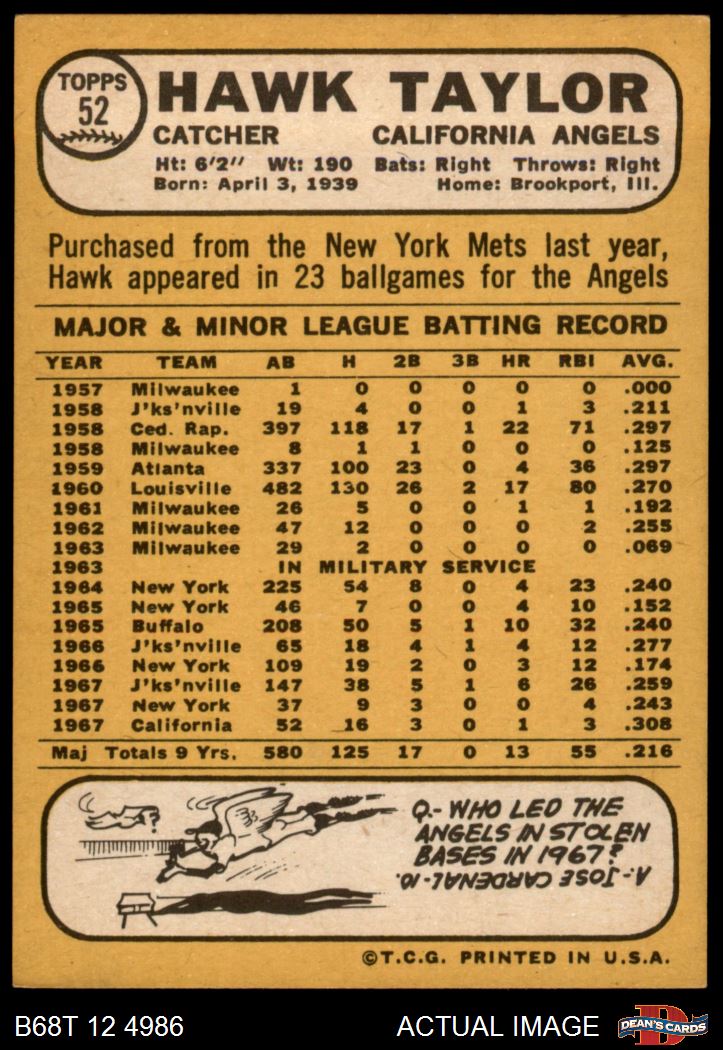 TOPPS
52
HAWK TAYLOR
CATCHER CALIFORNIA ANGELS
Ht: 6'2" Wt: 190 Bats: Right Throws: Right
Born: April 3, 1939 Home: Brookport, Ill.
Purchased from the New York Mets last year,
Hawk appeared in 23 ballgames for the Angels
MAJOR & MINOR LEAGUE BATTING RECORD
YEAR TEAM AB H 2B 3B HR RBI AVG.
1957 Milwaukee 1 0 0 0 0 0 .000
1958 J'ks'nville 19 4 0 0 1 3 .211
1958 Ced. Rap. 397 118 17 1 22 71 .297
1958 Milwaukee 8 1 1 0 0 0 .125
1959 Atlanta 337 100 23 0 4 36 .297
1960 Louisville 482 130 26 2 17 80 .270
1961 Milwaukee 26 5 0 0 1 1 .192
1962 Milwaukee 47 12 0 0 0 2 .255
1963 Milwaukee 29 2 0 0 0 0 .069
1963 IN MILITARY SERVICE
1964 New York 225 54 8 0 4 23 .240
1965 New York 46 7 0 0 4 10 .152
1965 Buffalo 208 50 5 1 10 32 .240
1966 J'ks'nville 65 18 4 1 4 12 .277
1966 New York 109 19 2 0 3 12 .174
1967 J'ks'nville 147 38 5 1 6 26 .259
1967 New York 37 9 3 0 0 4 .243
1967 California 52 16 3 0 1 3 .308
Maj Totals 9 Yrs. 580 125 17 0 13 55 .216
?
Q.- WHO LED THE
ANGELS IN STOLEN
BASES IN 1967?
A.- JOSE CARDENAL-10.
©T.C.G. PRINTED IN U.S.A.
B68T 12 4986 ACTUAL IMAGE
D
DEAN'S CARDS